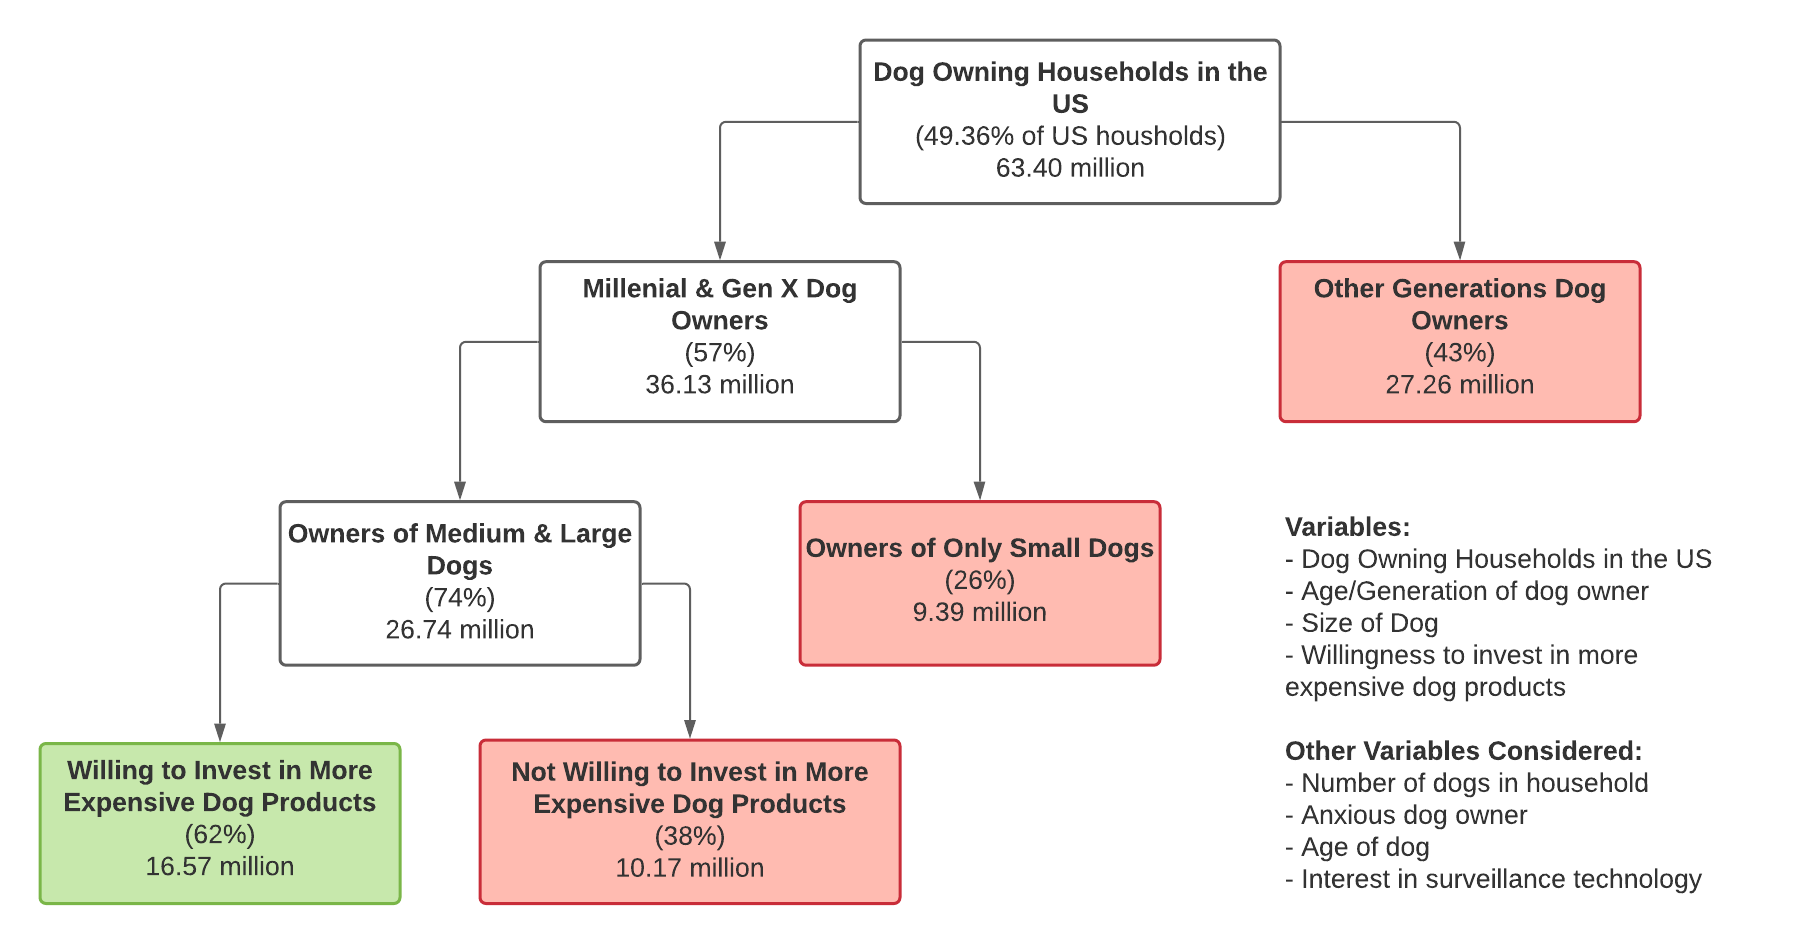 Dog Owning Households in the
US
(49.36% of US housholds)
63.40 million
Millenial & Gen X Dog
Owners
(57%)
36.13 million
Other Generations Dog
Owners
(43%)
27.26 million
Owners of Medium & Large
Dogs
(74%)
26.74 million
Owners of Only Small Dogs
(26%)
9.39 million
Willing to Invest in More
Expensive Dog Products
(62%)
16.57 million
Not Willing to Invest in More
Expensive Dog Products
(38%)
10.17 million
Variables:
- Dog Owning Households in the US
- Age/Generation of dog owner
- Size of Dog
- Willingness to invest in more
expensive dog products
Other Variables Considered:
- Number of dogs in household
- Anxious dog owner
- Age of dog
- Interest in surveillance technology